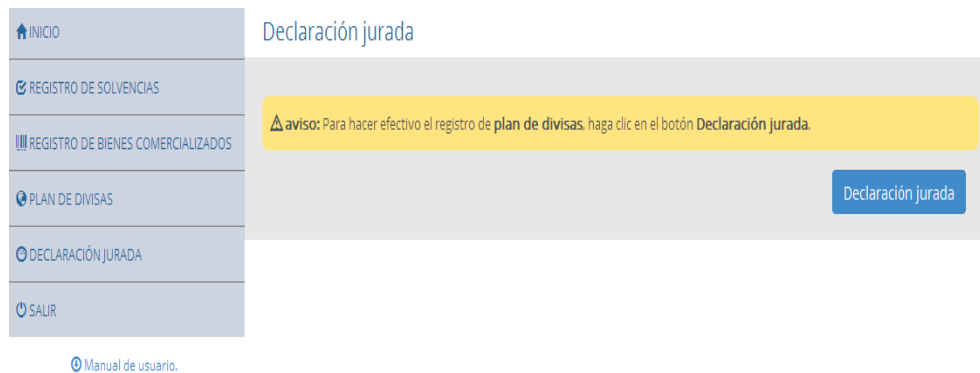 INICIO
REGISTRO DE SOLVENCIAS
REGISTRO DE BIENES COMERCIALIZADOS
PLAN DE DIVISAS
DECLARACIÓN JURADA
SALIR
Manual de usuario.
Declaración jurada
aviso: Para hacer efectivo el registro de plan de divisas, haga clic en el botón Declaración jurada.
Declaración jurada